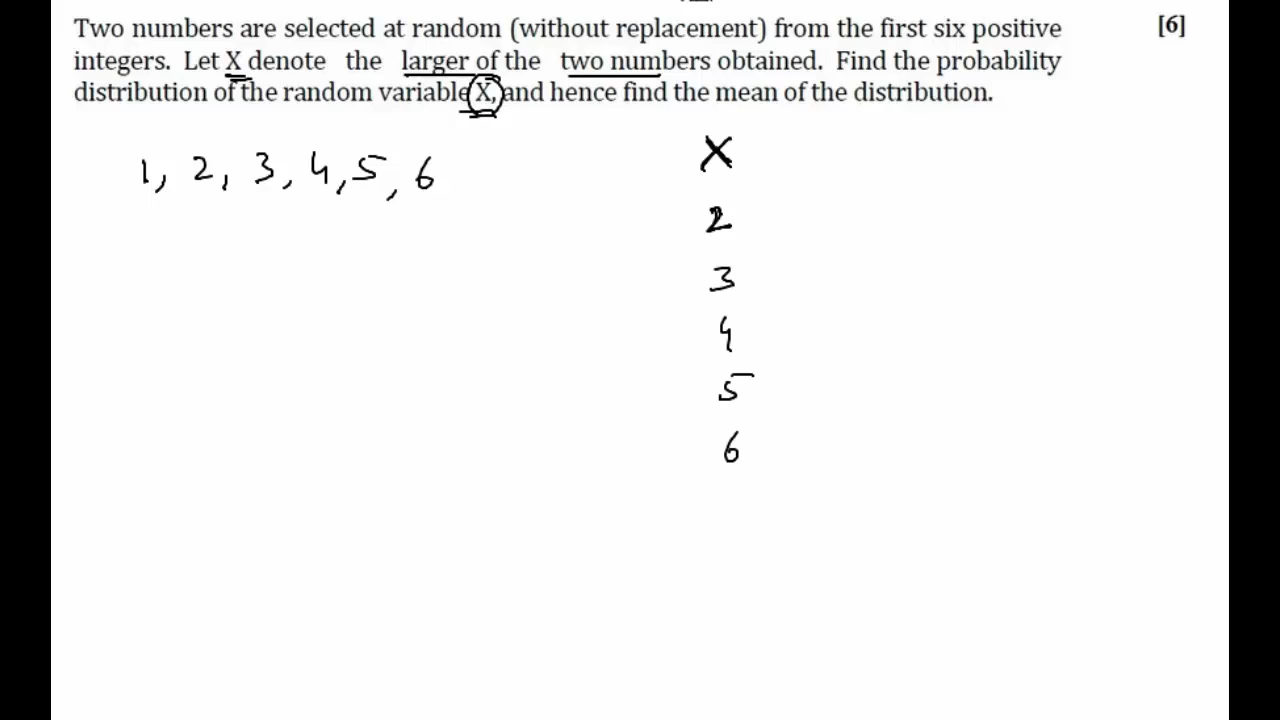 Two numbers are selected at random (without replacement) from the first six positive [6]
integers. Let X denote the larger of the two numbers obtained. Find the probability
distribution of the random variable X, and hence find the mean of the distribution.
1, 2, 3, 4, 5, 6
X
2
3
4
5
6